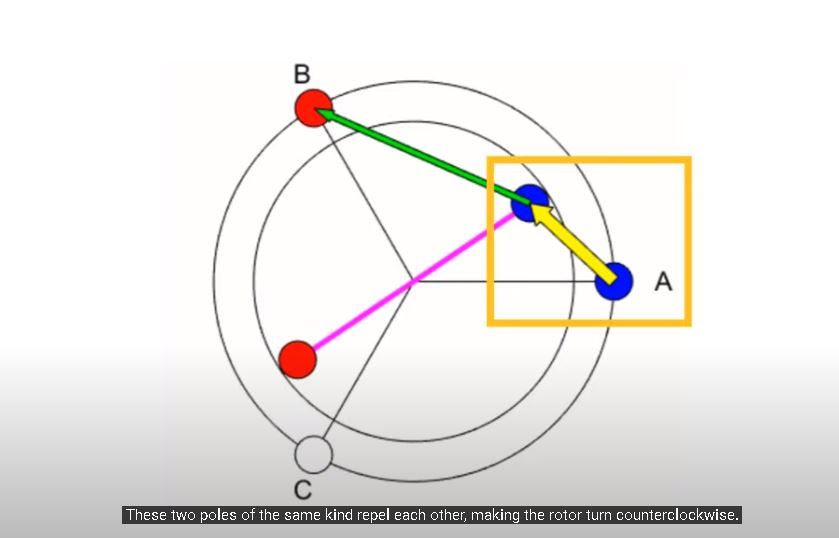 B
A
C
These two poles of the same kind repel each other, making the rotor turn counterclockwise.